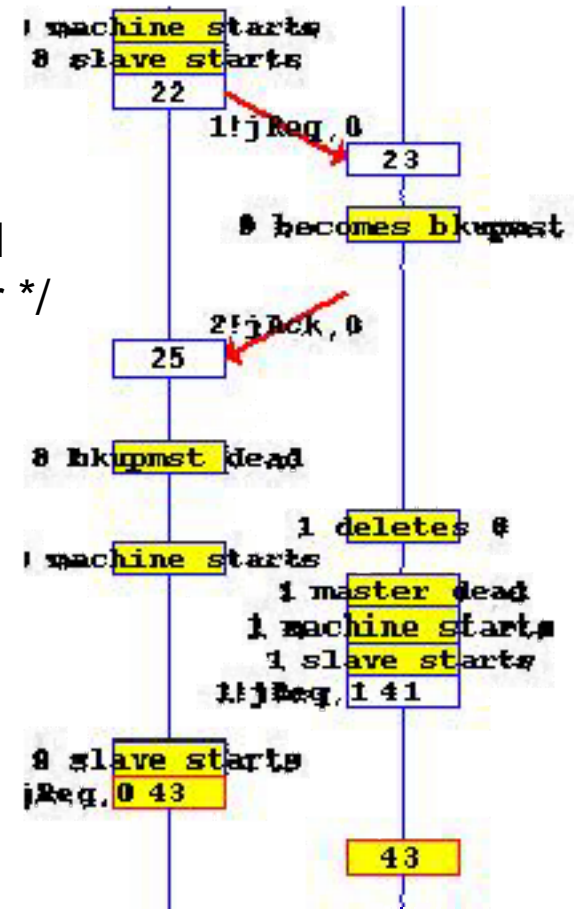 machine starts
0 slave starts
22
1!jReq,0
23
0 becomes bkupmst
r */
2!jAck,0
25
0 bkupmst dead
1 deletes 0
machine starts
1 master dead
1 machine starts
1 slave starts
1!jReq,1 41
0 slave starts
jReq,0 43
43